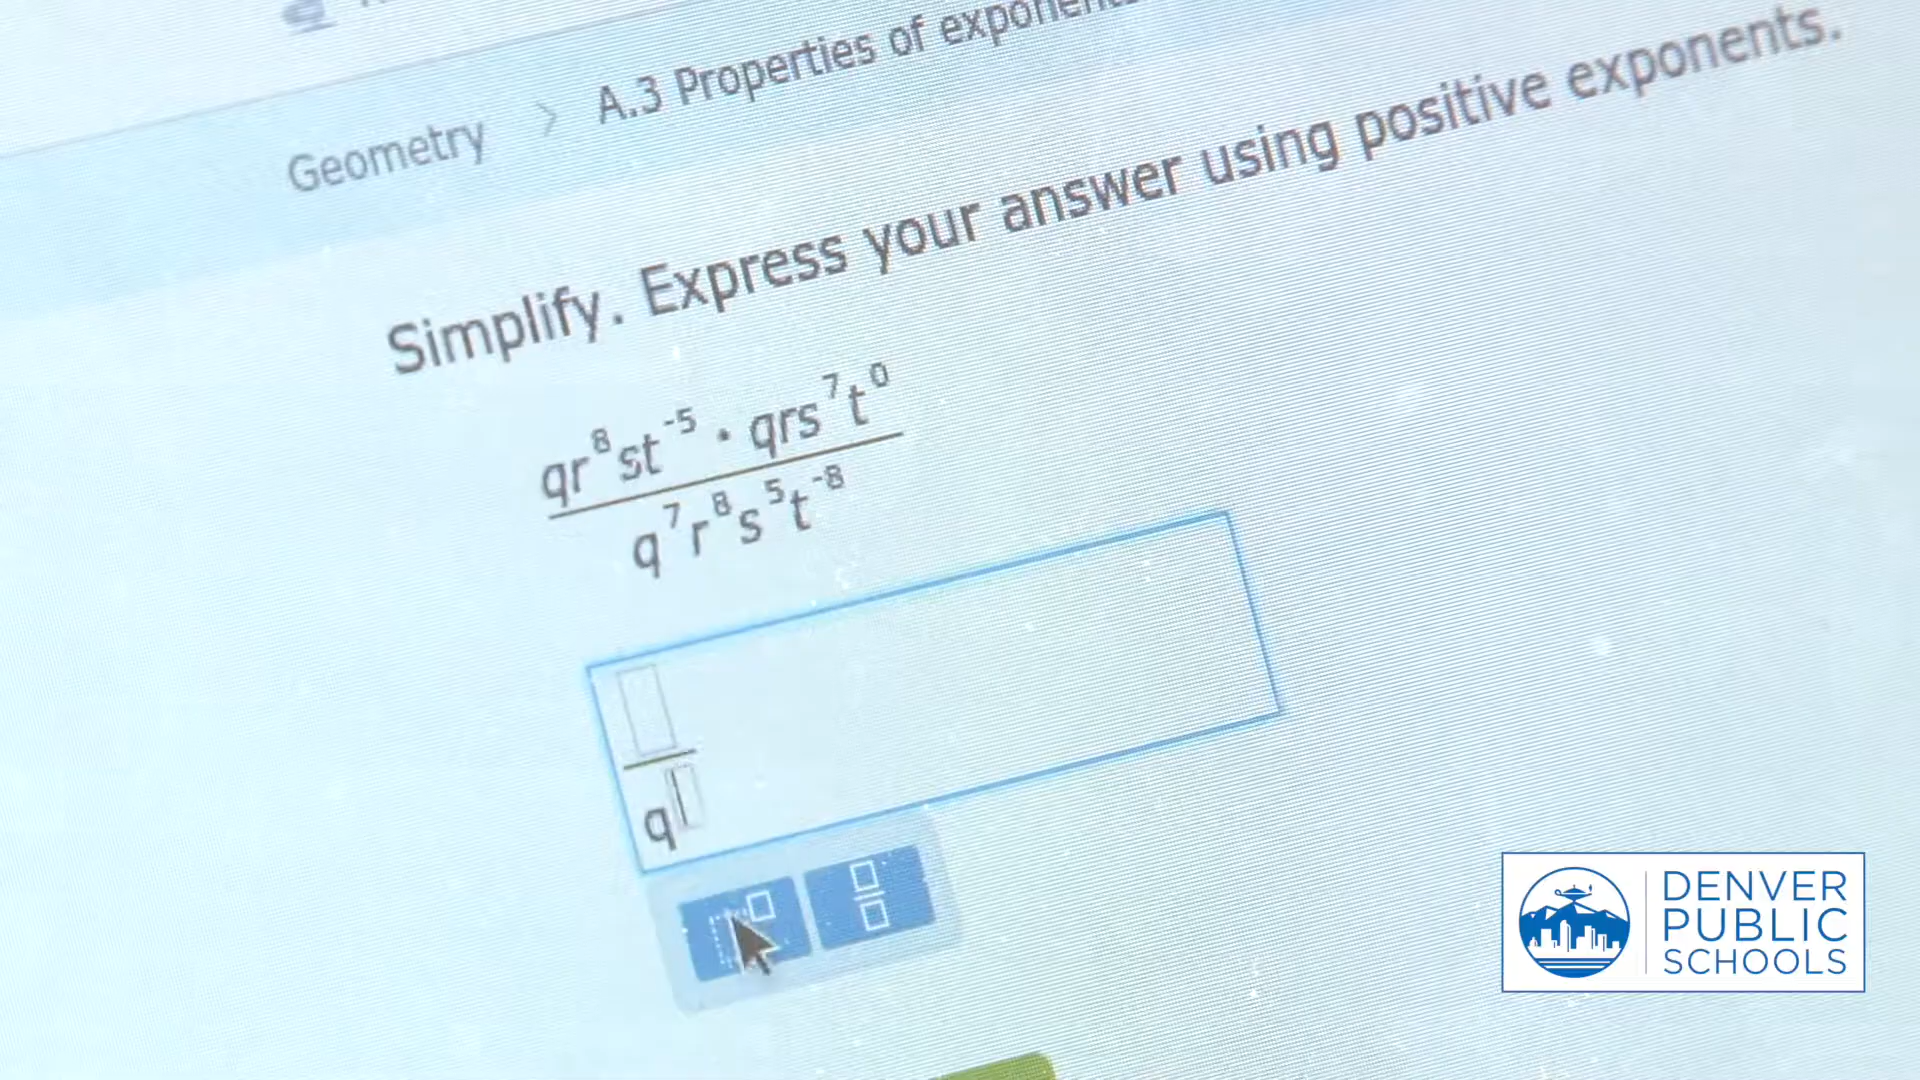 Geometry > A.3 Properties of
Simplify. Express your answer using positive exponents.
qr⁸st⁻⁵ · qrs⁷t⁰
q⁷r⁸s⁵t⁻⁸
q
DENVER
PUBLIC
SCHOOLS